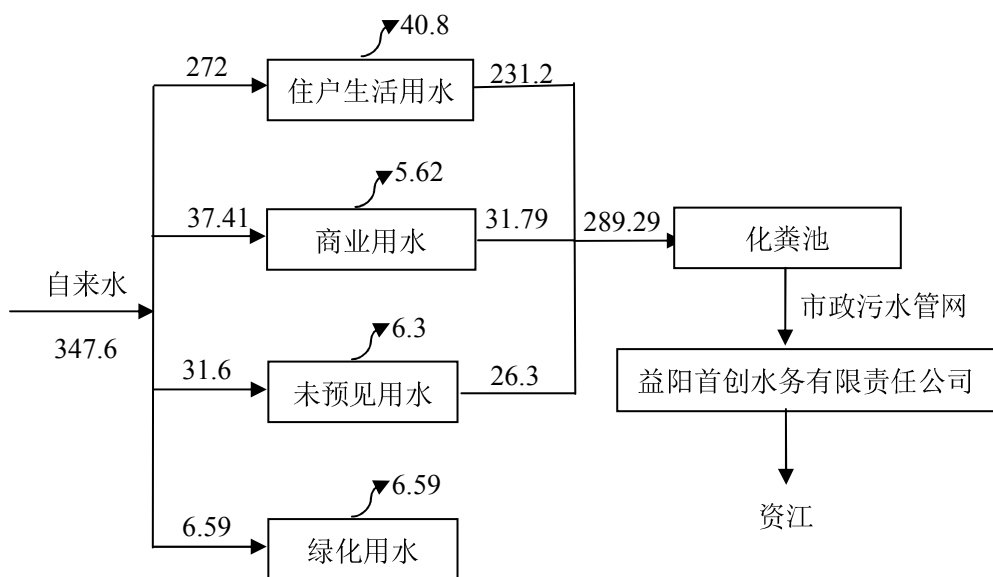 40.8
272
住户生活用水
231.2
5.62
37.41
商业用水
31.79
289.29
化粪池
自来水
347.6
市政污水管网
6.3
31.6
未预见用水
26.3
益阳首创水务有限责任公司
6.59
6.59
绿化用水
资江